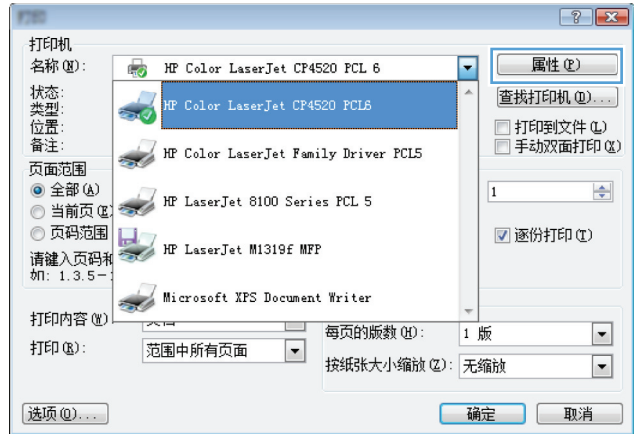 打印机
名称(N):
HP Color LaserJet CP4520 PCL 6
属性(P)
状态:
类型:
位置:
备注:
HP Color LaserJet CP4520 PCL6
HP Color LaserJet Family Driver PCL5
HP LaserJet 8100 Series PCL 5
HP LaserJet M1319f MFP
Microsoft XPS Document Writer
查找打印机(D)...
打印到文件(L)
手动双面打印(X)
页面范围
全部(A)
当前页(E)
页码范围
请键入页码和
如: 1.3.5-
1
逐份打印(T)
打印内容(W)
打印(R):
范围中所有页面
每页的版数(H):
1 版
按纸张大小缩放(Z):
无缩放
选项(O)...
确定
取消